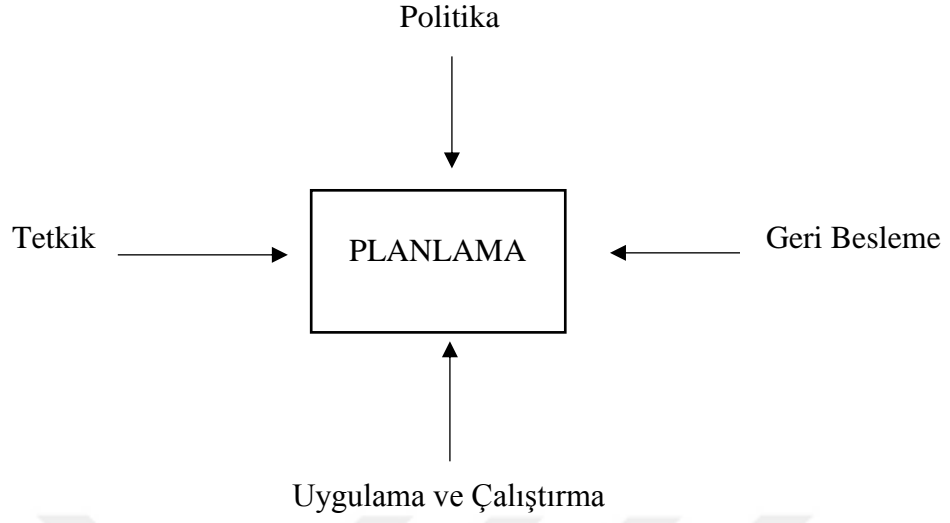 Politika
Tetkik
PLANLAMA
Geri Besleme
Uygulama ve Çalıştırma